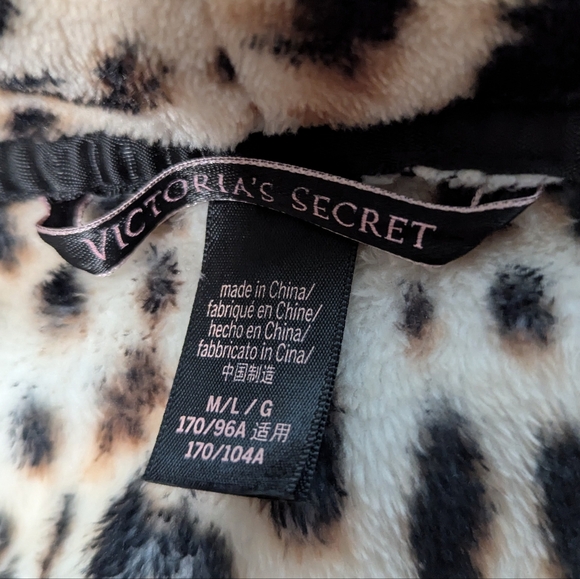 VICTORIA'S SECRET
made in China/
fabriqué en Chine/
hecho en China/
fabbricato in Cina/
中国制造
M/L/G
170/96A 适用
170/104A